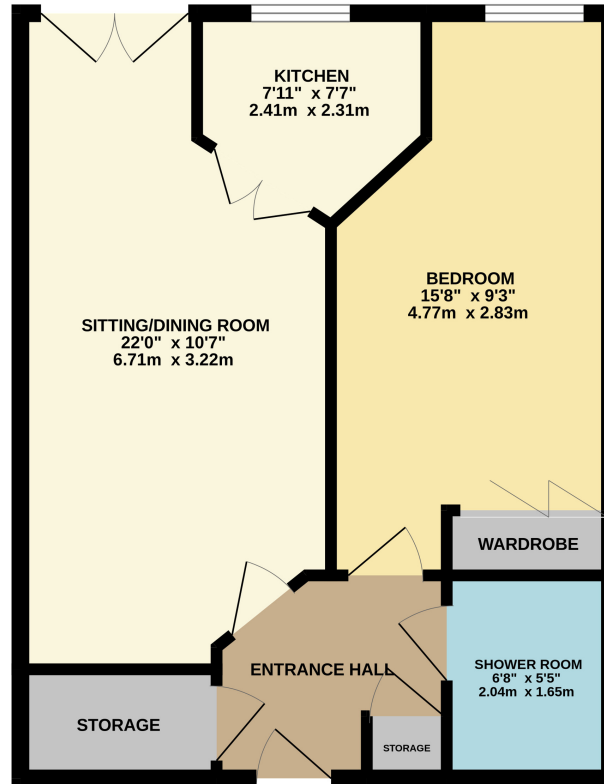 KITCHEN
7'11" x 7'7"
2.41m x 2.31m
BEDROOM
15'8" x 9'3"
4.77m x 2.83m
SITTING/DINING ROOM
22'0" x 10'7"
6.71m x 3.22m
WARDROBE
ENTRANCE HALL
SHOWER ROOM
6'8" x 5'5"
2.04m x 1.65m
STORAGE
STORAGE